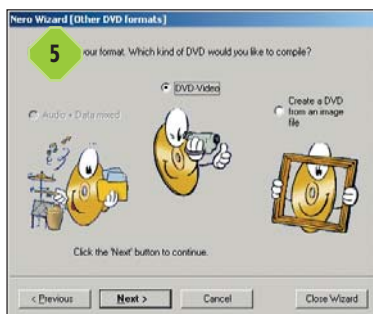 Nero Wizard [Other DVD formats]
5
your format. Which kind of DVD would you like to compile?
DVD-Video
Audio + Data mixed
Create a DVD
from an image
file
Click the 'Next' button to continue.
< Previous
Next >
Cancel
Close Wizard